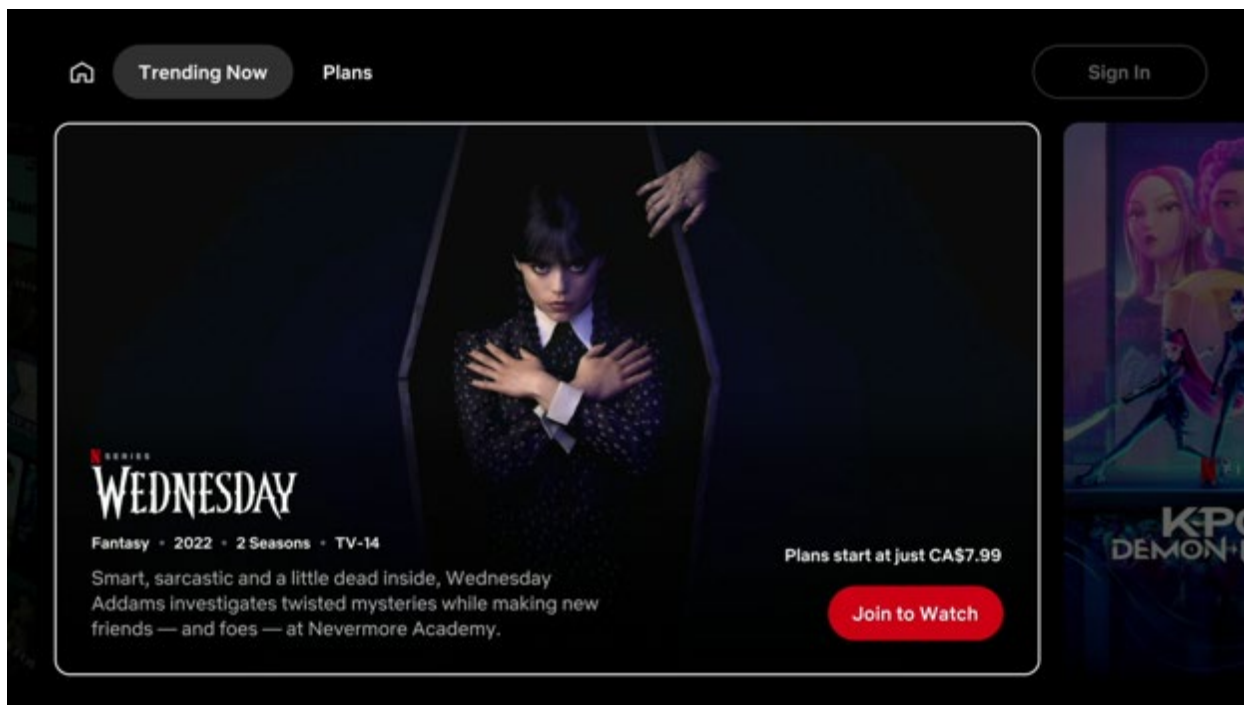 Trending Now
Plans
Sign In
N SERIES
WEDNESDAY
Fantasy • 2022 • 2 Seasons • TV-14
Smart, sarcastic and a little dead inside, Wednesday
Addams investigates twisted mysteries while making new
friends — and foes — at Nevermore Academy.
Plans start at just CA$7.99
Join to Watch
DEMON